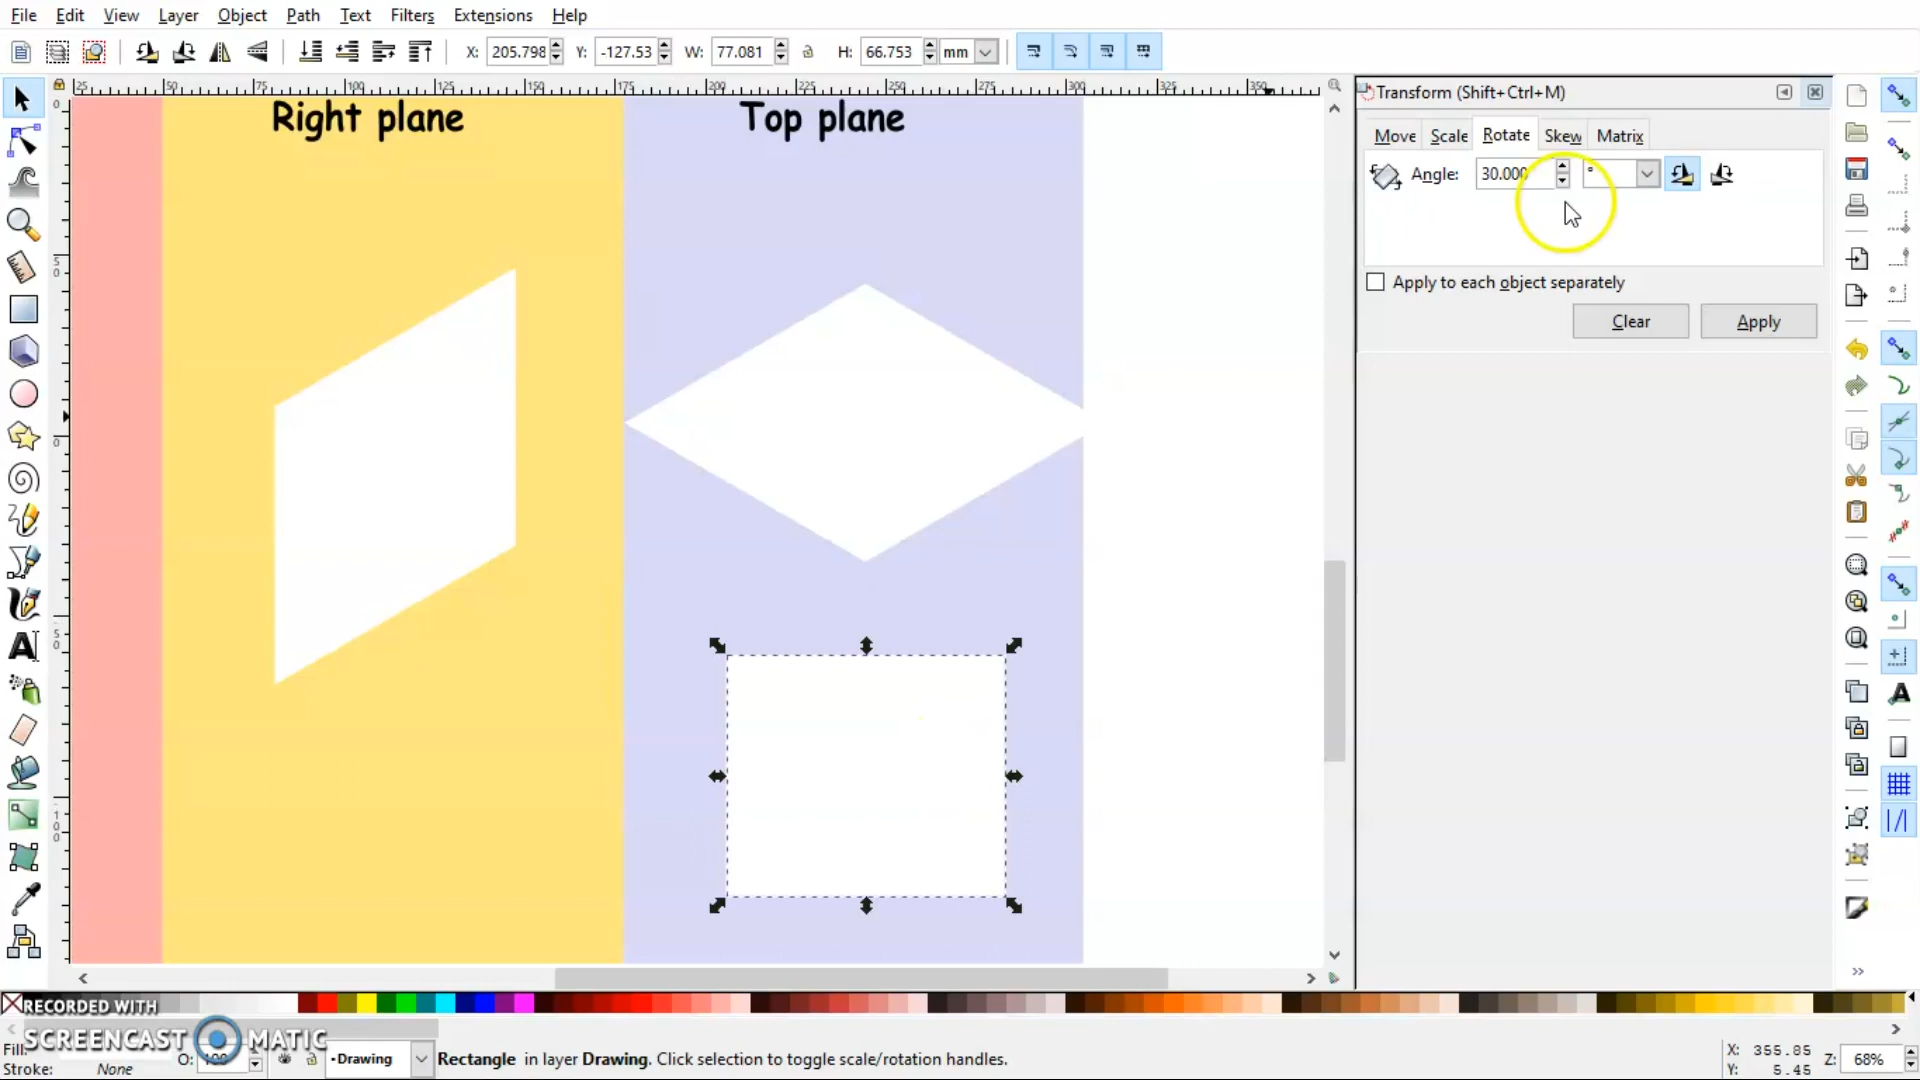 File Edit View Layer Object Path Text Filters Extensions Help
X: 205.798 Y: -127.53 W: 77.081 H: 66.753 mm
Transform (Shift+Ctrl+M)
Move Scale Rotate Skew Matrix
Angle: 30.000 °
Apply to each object separately
Clear Apply
Right plane Top plane
RECORDED WITH
SCREENCAST MATIC
Fill:
Stroke: None
O: 100
•Drawing
Rectangle in layer Drawing. Click selection to toggle scale/rotation handles.
X: 355.85
Y: 5.45
Z: 68%